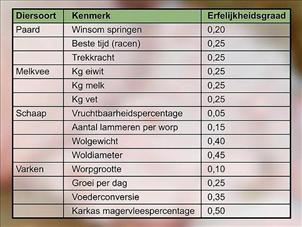 Diersoort Kenmerk Erfelijkheidsgraad
Paard Winsom springen 0,20
Beste tijd (racen) 0,25
Trekkracht 0,25
Melkvee Kg eiwit 0,25
Kg melk 0,25
Kg vet 0,25
Schaap Vruchtbaarheidspercentage 0,05
Aantal lammeren per worp 0,15
Wolgewicht 0,40
Woldiameter 0,45
Varken Worpgrootte 0,10
Groei per dag 0,25
Voederconversie 0,35
Karkas magervleespercentage 0,50